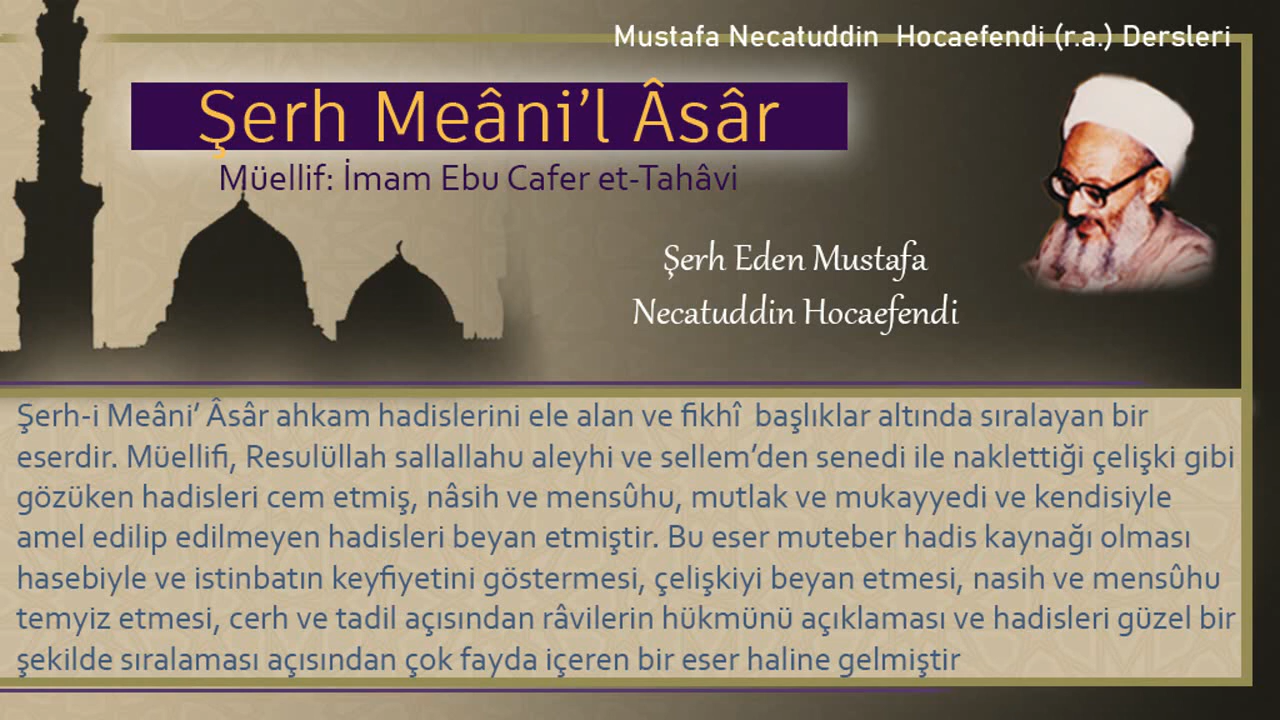 Mustafa Necatuddin Hocaefendi (r.a.) Dersleri
Şerh Meâni’l Âsâr
Müellif: İmam Ebu Cafer et-Tahâvi
Şerh Eden Mustafa
Necatuddin Hocaefendi
Şerh-i Meâni’ Âsâr ahkam hadislerini ele alan ve fikhî başlıklar altında sıralayan bir
eserdir. Müellifi, Resulüllah sallallahu aleyhi ve sellem’den senedi ile naklettiği çelişki gibi
gözüken hadisleri cem etmiş, nâsih ve mensûhu, mutlak ve mukayyedi ve kendisiyle
amel edilip edilmeyen hadisleri beyan etmiştir. Bu eser muteber hadis kaynağı olması
hasebiyle ve istinbatın keyfiyetini göstermesi, çelişkiyi beyan etmesi, nasih ve mensûhu
temyiz etmesi, cerh ve tadil açısından râvilerin hükmünü açıklaması ve hadisleri güzel bir
şekilde sıralaması açısından çok fayda içeren bir eser haline gelmiştir